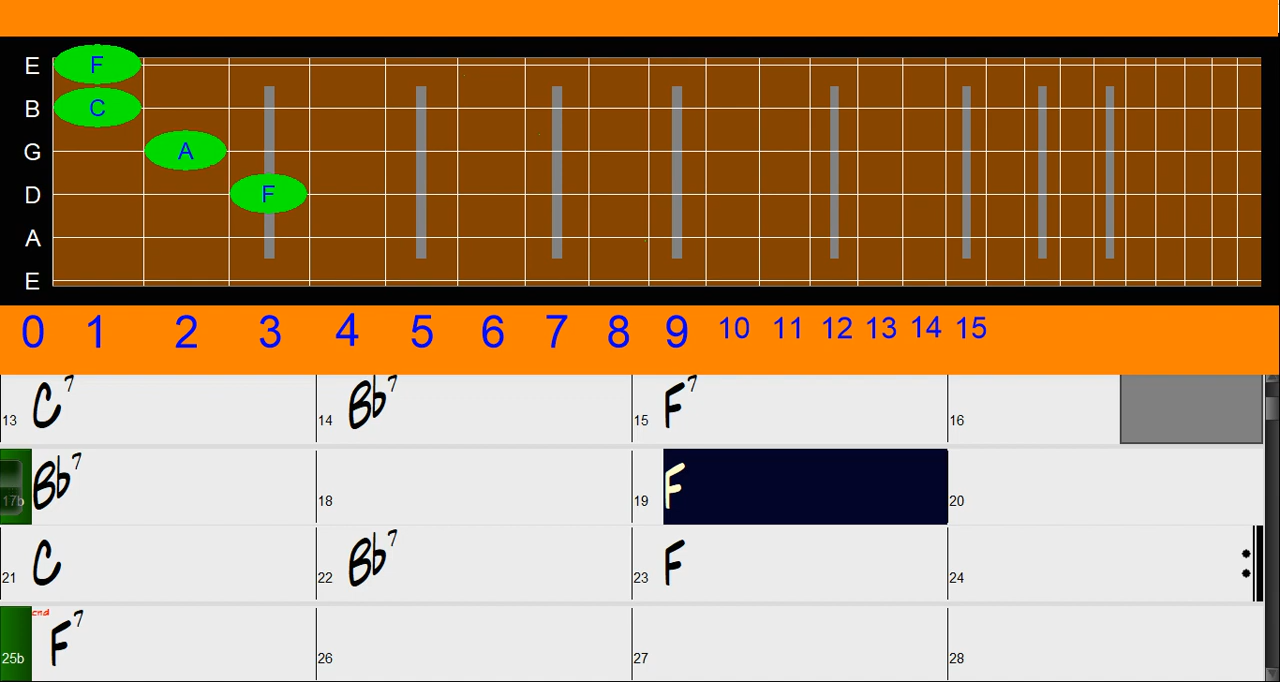 E F
B C
G A
D F
A
E
0 1 2 3 4 5 6 7 8 9 10 11 12 13 14 15
13 C7 14 Bb7 15 F7 16
17b Bb7 18 19 F 20
21 C 22 Bb7 23 F 24
end
25b F7 26 27 28